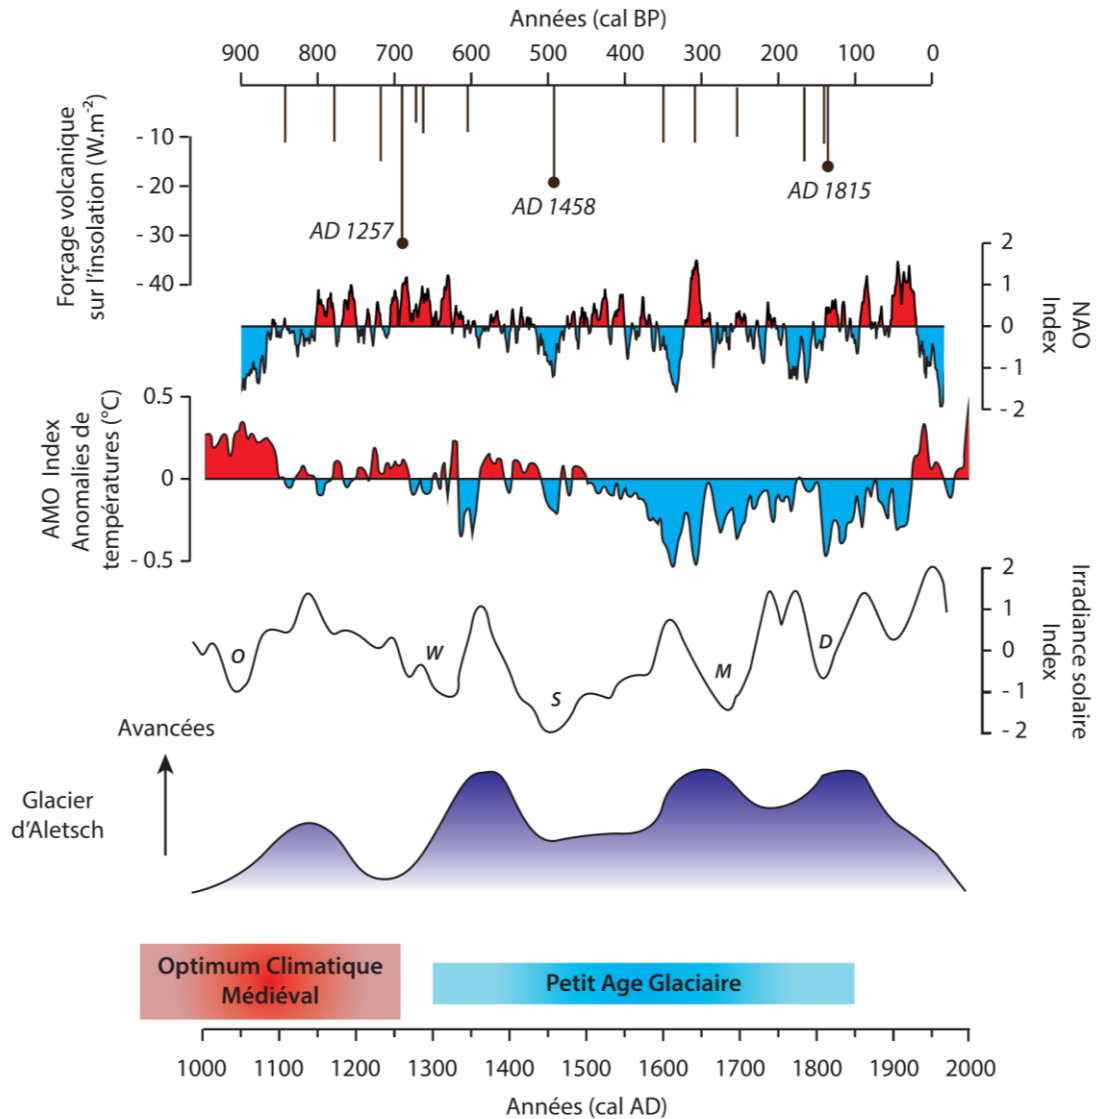 Années (cal BP)
900 800 700 600 500 400 300 200 100 0
Forçage volcanique
sur l'insolation (W.m⁻²)
- 10
- 20
- 30
- 40
AD 1257
AD 1458
AD 1815
2
1
0
- 1
- 2
NAO
Index
AMO Index
Anomalies de
températures (°C)
0.5
0
- 0.5
2
1
0
- 1
- 2
Irradiance solaire
Index
O
W
S
M
D
Avancées
Glacier
d'Aletsch
Optimum Climatique
Médiéval
Petit Age Glaciaire
1000 1100 1200 1300 1400 1500 1600 1700 1800 1900 2000
Années (cal AD)